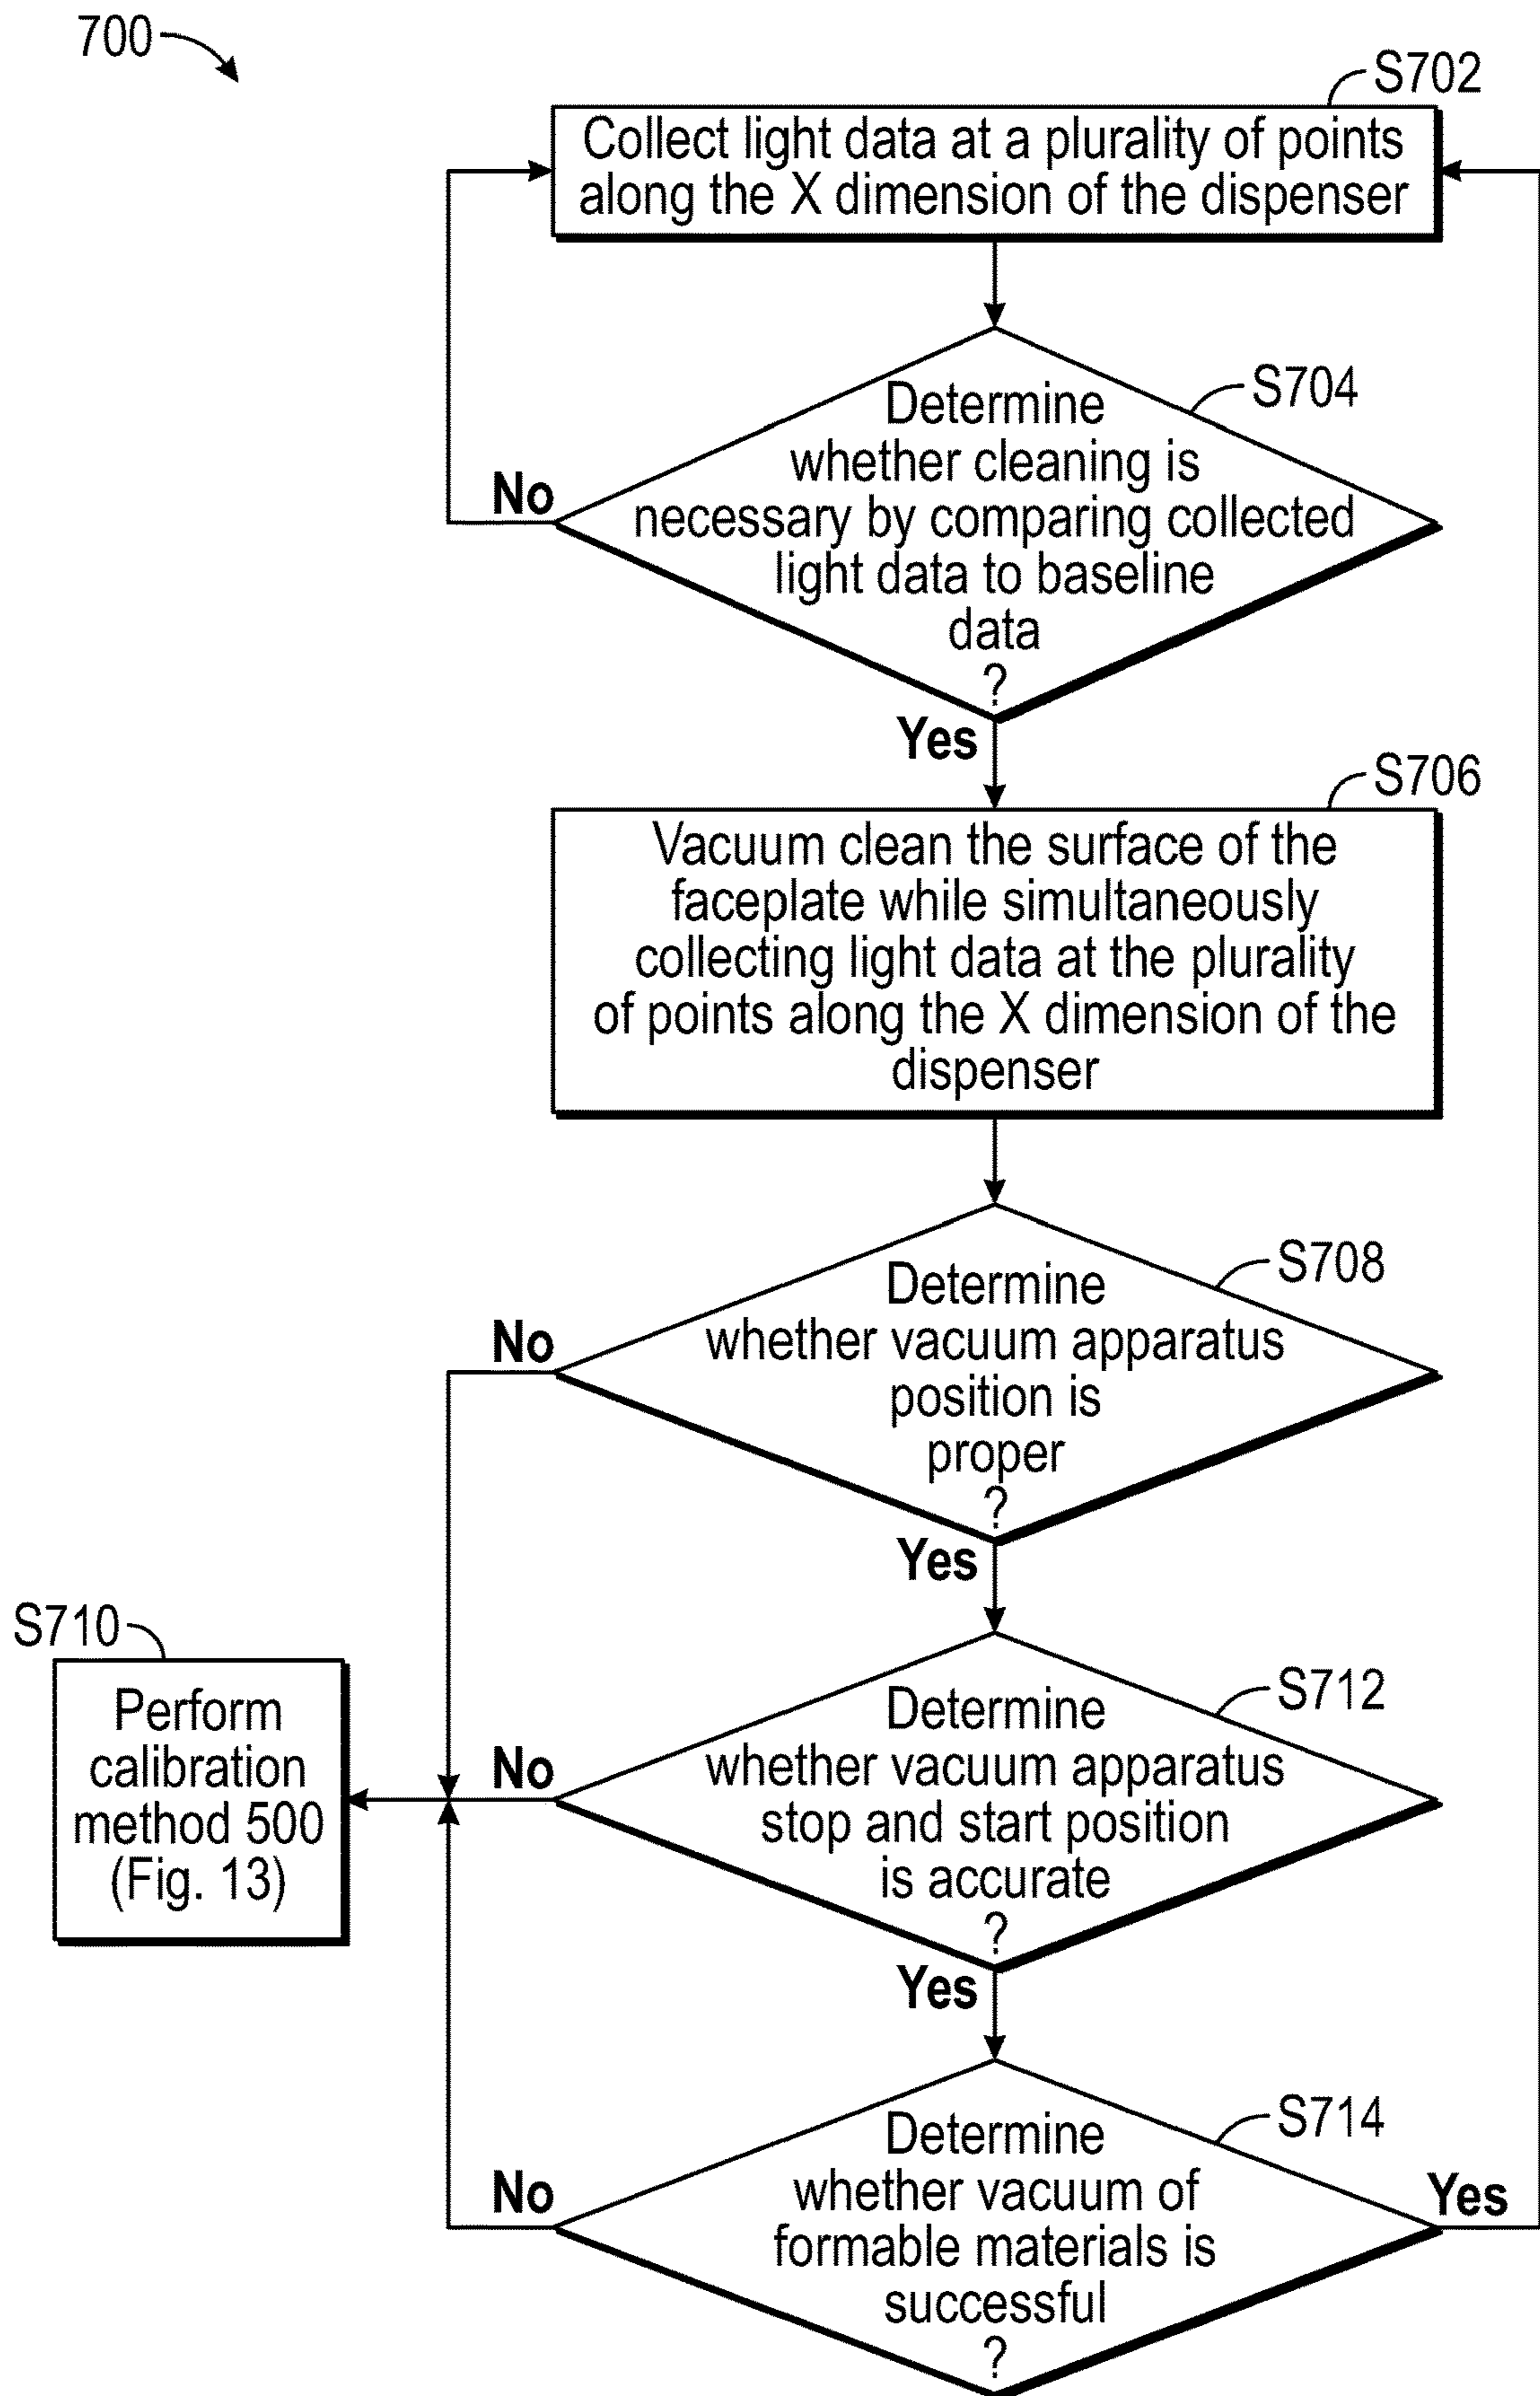 700
S702
Collect light data at a plurality of points
along the X dimension of the dispenser
S704
Determine
whether cleaning is
necessary by comparing collected
light data to baseline
data
?
No
Yes
S706
Vacuum clean the surface of the
faceplate while simultaneously
collecting light data at the plurality
of points along the X dimension of the
dispenser
S708
Determine
whether vacuum apparatus
position is
proper
?
No
Yes
S710
Perform
calibration
method 500
(Fig. 13)
S712
Determine
whether vacuum apparatus
stop and start position
is accurate
?
No
Yes
S714
Determine
whether vacuum of
formable materials is
successful
?
No
Yes